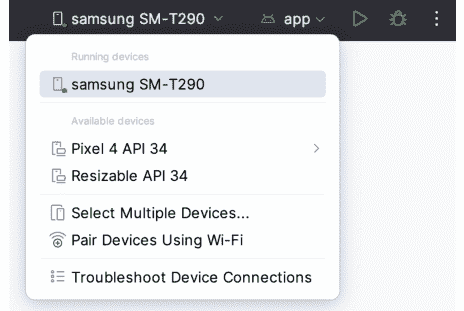 samsung SM-T290
app
Running devices
samsung SM-T290
Available devices
Pixel 4 API 34
Resizable API 34
Select Multiple Devices...
Pair Devices Using Wi-Fi
Troubleshoot Device Connections